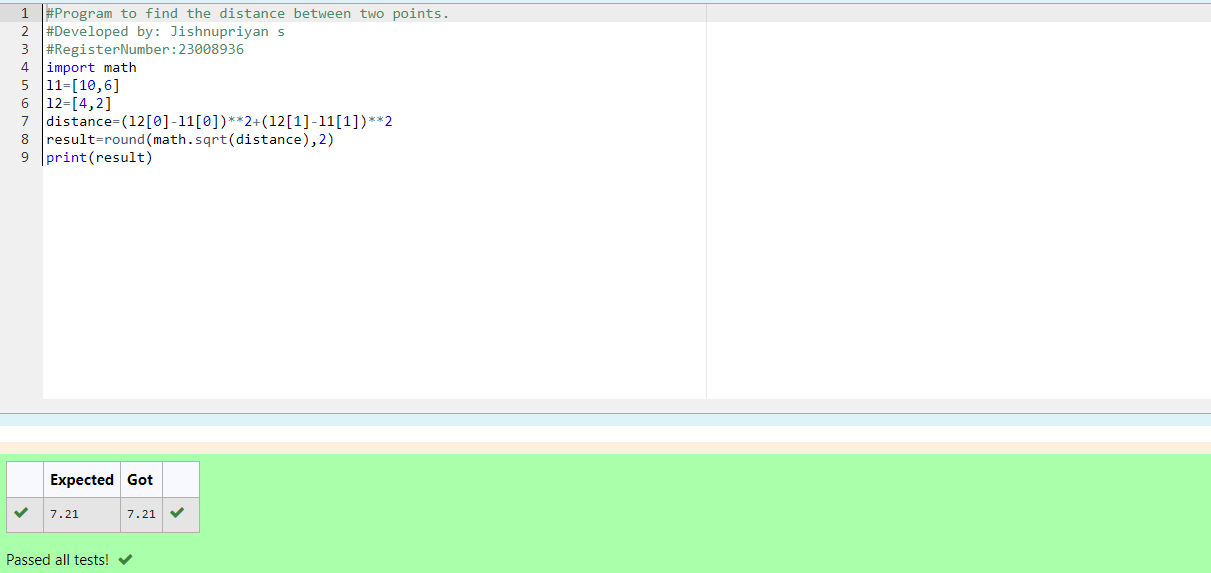 1 #Program to find the distance between two points.
2 #Developed by: Jishnupriyan s
3 #RegisterNumber:23008936
4 import math
5 l1=[10,6]
6 l2=[4,2]
7 distance=(l2[0]-l1[0])**2+(l2[1]-l1[1])**2
8 result=round(math.sqrt(distance),2)
9 print(result)
Expected Got
7.21 7.21
Passed all tests!